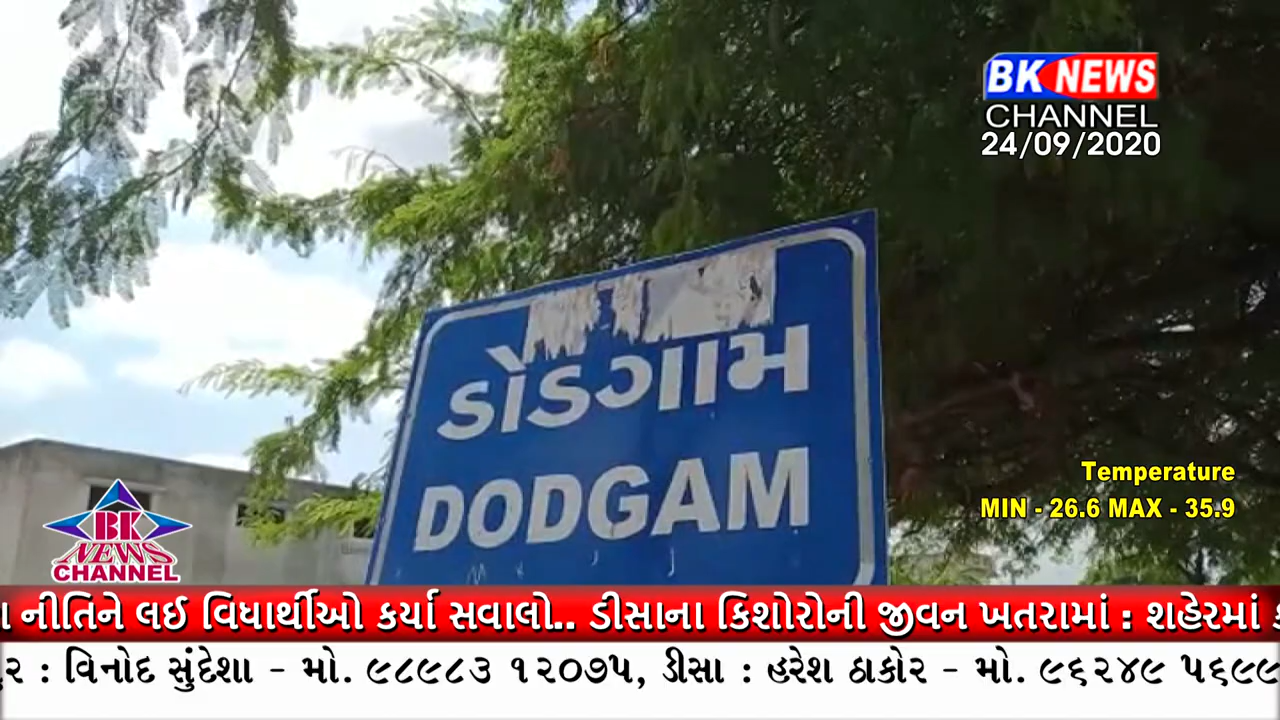 BK NEWS
CHANNEL
24/09/2020
ડોડગામ
DODGAM
Temperature
MIN - 26.6 MAX - 35.9
BK
NEWS
CHANNEL
નીતિને લઈ વિધાર્થીઓ કર્યા સવાલો.. ડીસાના કિશોરોની જીવન ખતરામાં : શહેરમાં
: વિનોદ સુંદેશા - મો. ૯૮૯૮૩ ૧૨૦૭૫, ડીસા : હરેશ ઠાકોર - મો. ૯૬૨૪૯ ૫૬૯૯